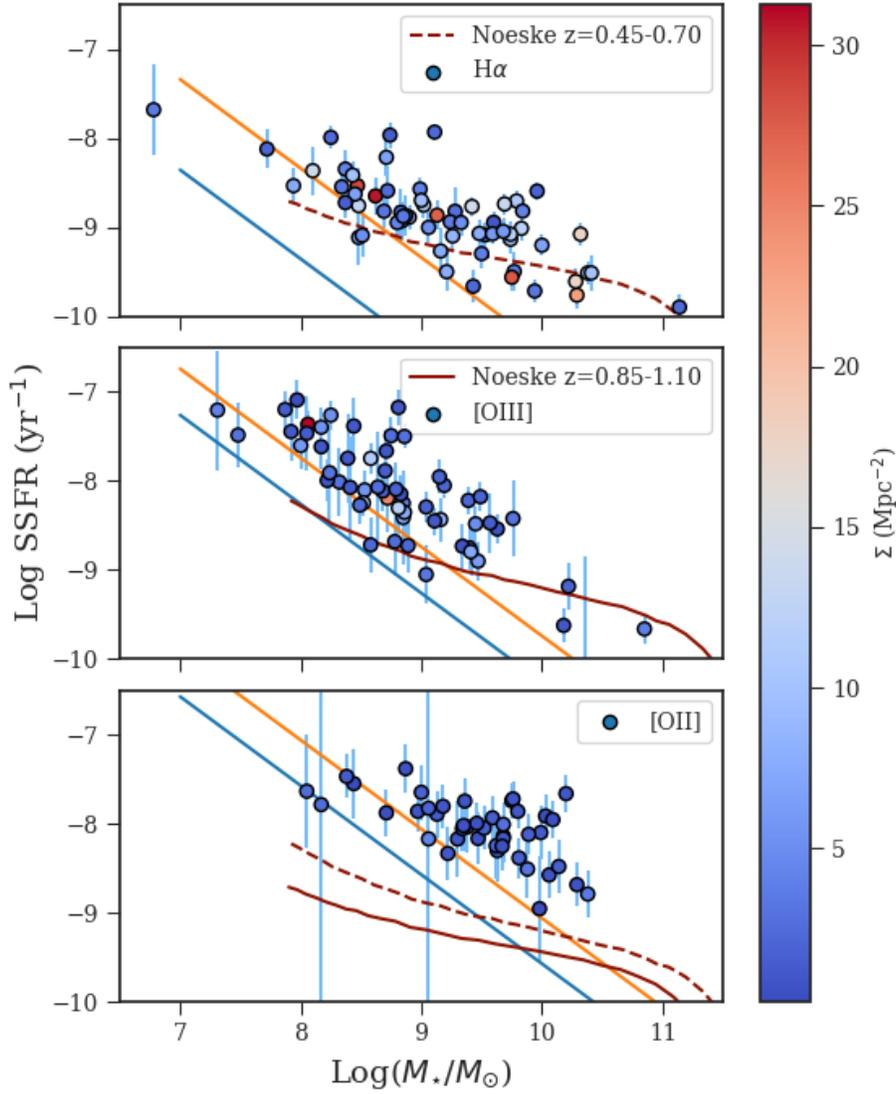 Noeske z=0.45-0.70
Hα
−7
−8
−9
−10
Noeske z=0.85-1.10
[OIII]
−7
−8
−9
−10
[OII]
−7
−8
−9
−10
7
8
9
10
11
Log(M⋆/M⊙)
Log SSFR (yr⁻¹)
30
25
20
15
10
5
Σ (Mpc⁻²)